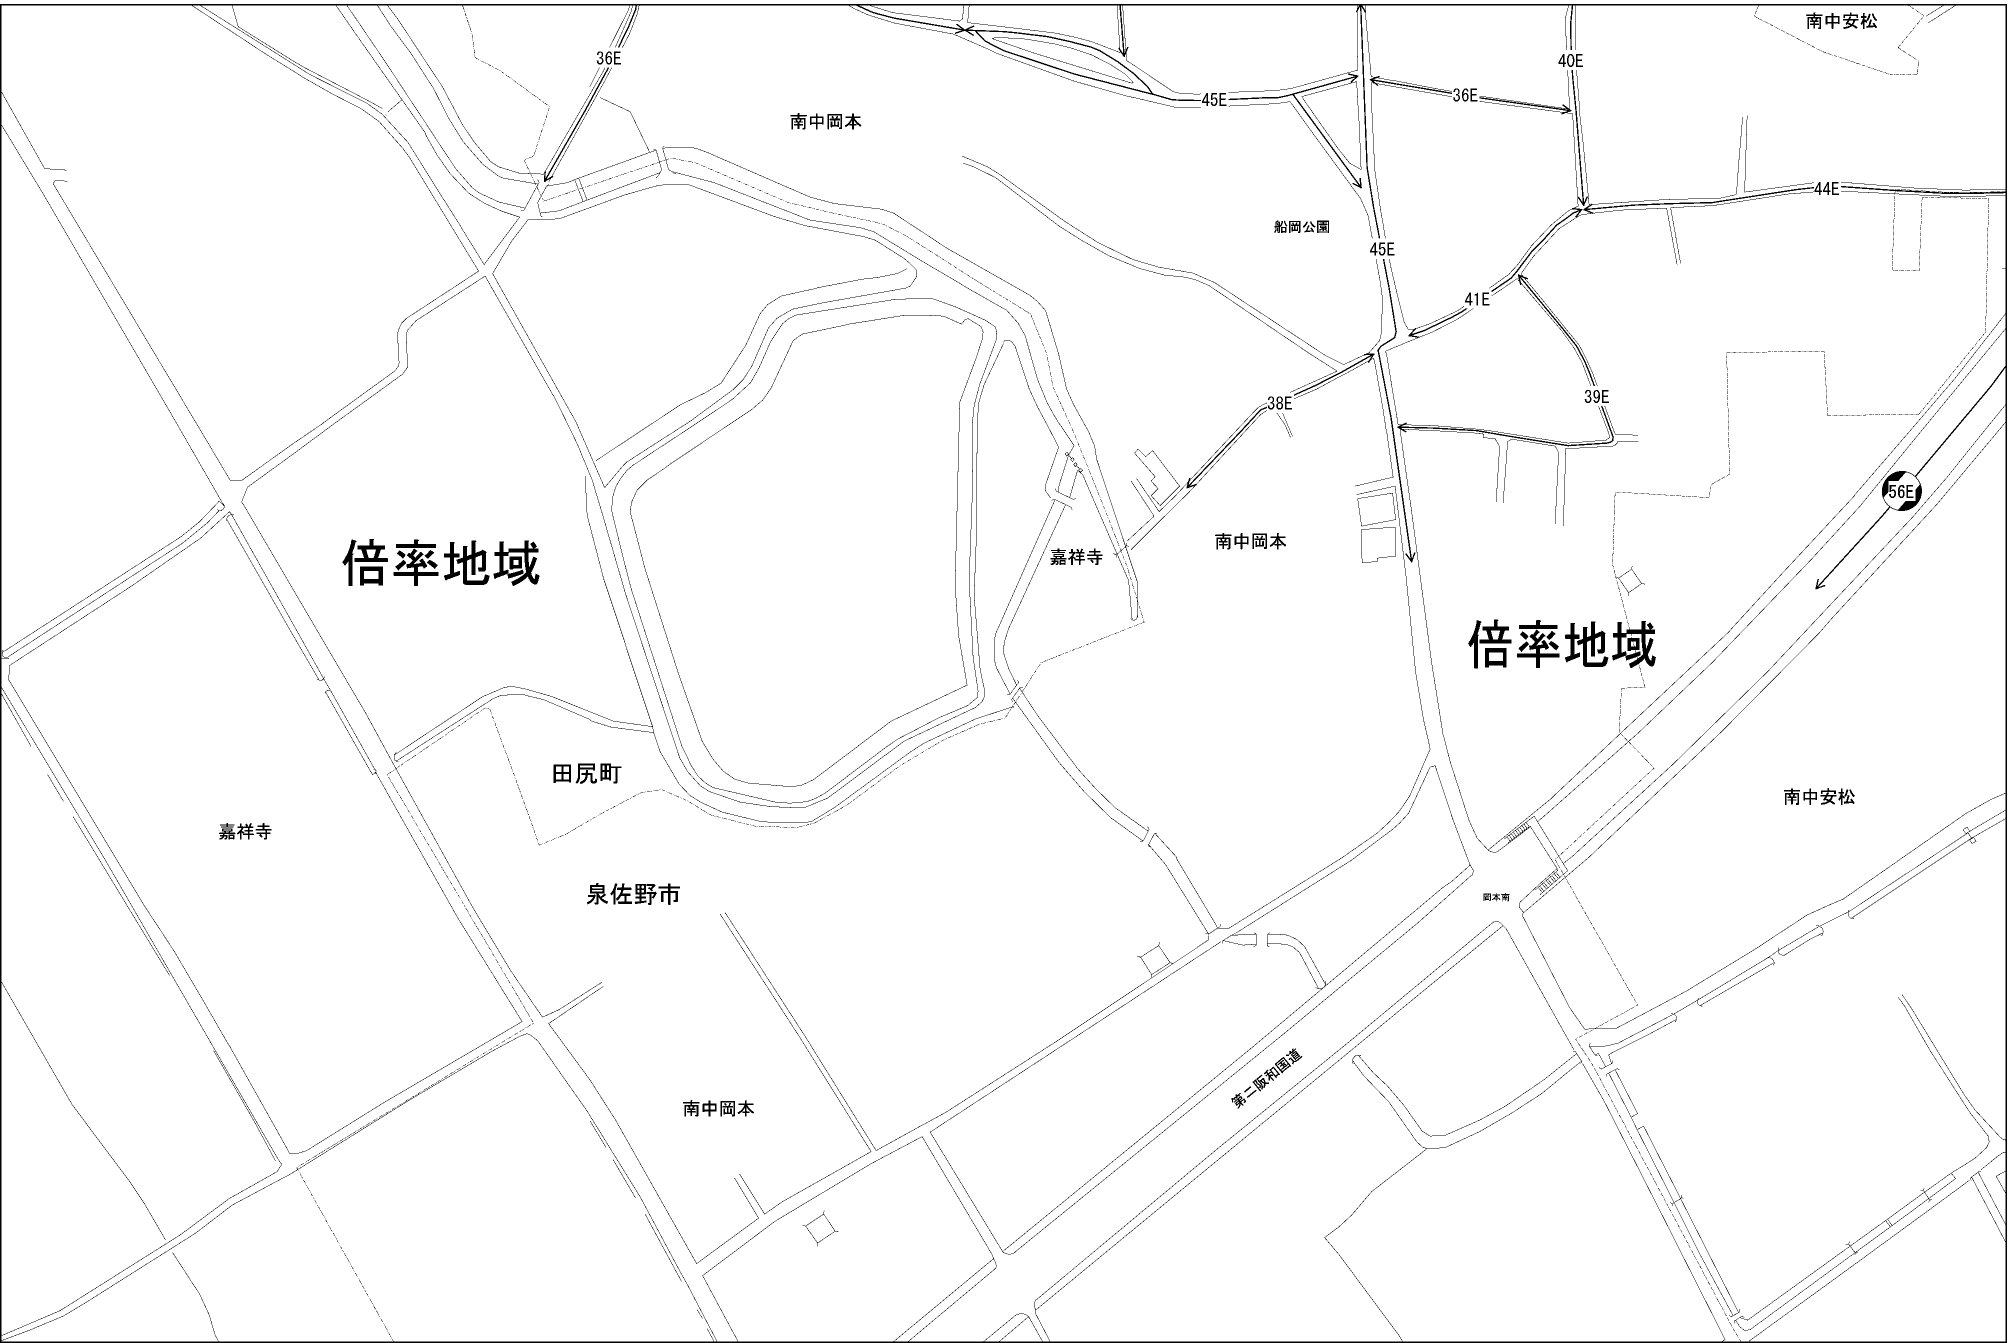 南中安松
36E
40E
36E
45E
南中岡本
44E
船岡公園
45E
41E
39E
38E
56E
南中岡本
嘉祥寺
倍率地域
倍率地域
田尻町
南中安松
嘉祥寺
泉佐野市
岡本南
第二阪和国道
南中岡本